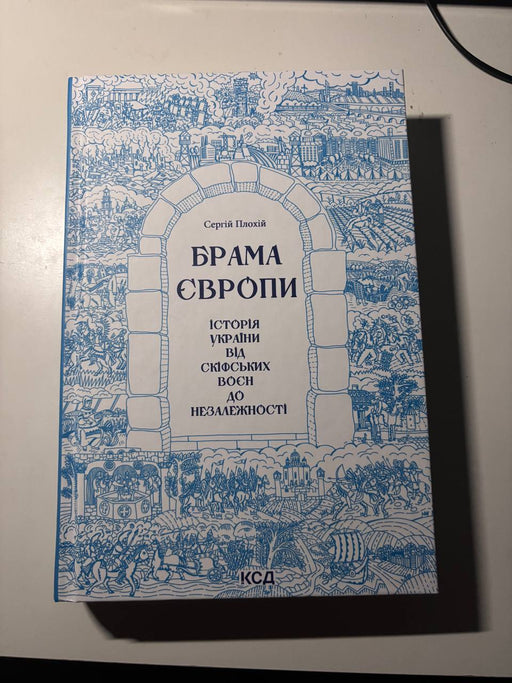 Сергій Плохій
БРАМА
ЄВРОПИ
ІСТОРІЯ
УКРАЇНИ
ВІД
СКІФСЬКИХ
ВОЄН
ДО
НЕЗАЛЕЖНОСТІ
КСД